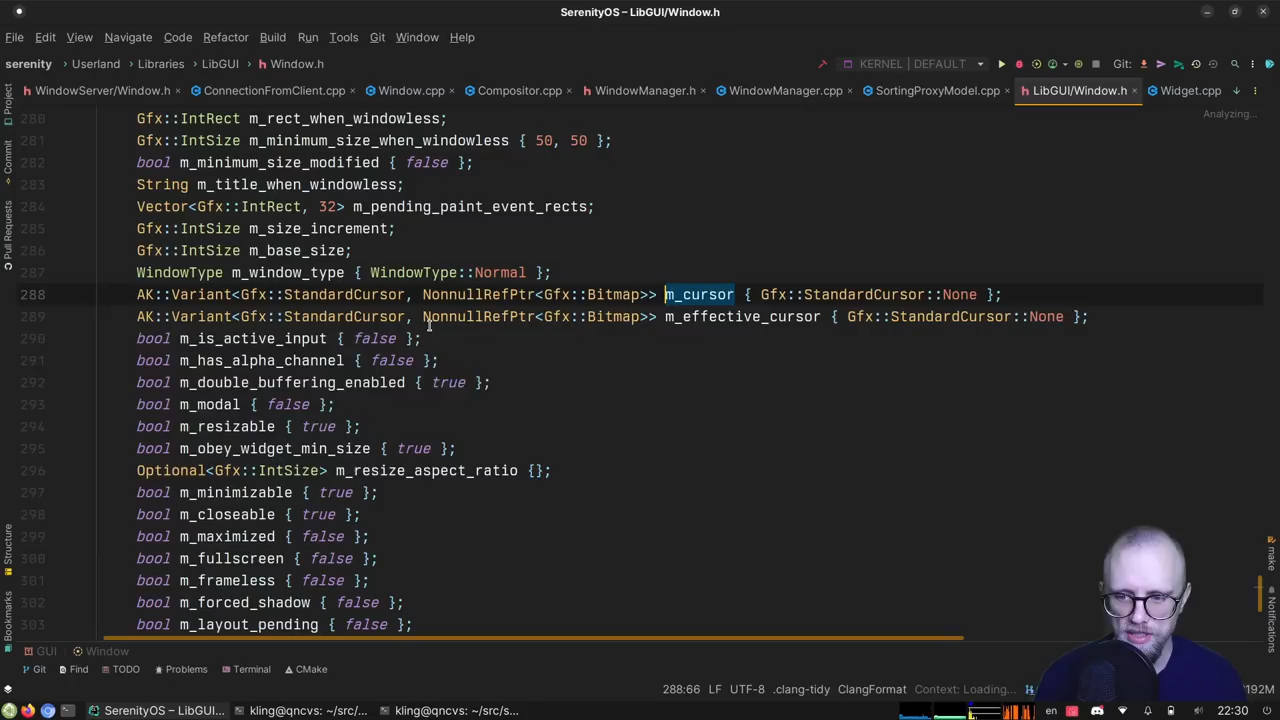 SerenityOS – LibGUI/Window.h
File Edit View Navigate Code Refactor Build Run Tools Git Window Help
serenity Userland Libraries LibGUI Window.h KERNEL | DEFAULT Git:
WindowServer/Window.h ConnectionFromClient.cpp Window.cpp Compositor.cpp WindowManager.h WindowManager.cpp SortingProxyModel.cpp LibGUI/Window.h Widget.cpp
Analyzing...
280 Gfx::IntRect m_rect_when_windowless;
281 Gfx::IntSize m_minimum_size_when_windowless { 50, 50 };
282 bool m_minimum_size_modified { false };
283 String m_title_when_windowless;
284 Vector<Gfx::IntRect, 32> m_pending_paint_event_rects;
285 Gfx::IntSize m_size_increment;
286 Gfx::IntSize m_base_size;
287 WindowType m_window_type { WindowType::Normal };
288 AK::Variant<Gfx::StandardCursor, NonnullRefPtr<Gfx::Bitmap>> m_cursor { Gfx::StandardCursor::None };
289 AK::Variant<Gfx::StandardCursor, NonnullRefPtr<Gfx::Bitmap>> m_effective_cursor { Gfx::StandardCursor::None };
290 bool m_is_active_input { false };
291 bool m_has_alpha_channel { false };
292 bool m_double_buffering_enabled { true };
293 bool m_modal { false };
294 bool m_resizable { true };
295 bool m_obey_widget_min_size { true };
296 Optional<Gfx::IntSize> m_resize_aspect_ratio {};
297 bool m_minimizable { true };
298 bool m_closeable { true };
299 bool m_maximized { false };
300 bool m_fullscreen { false };
301 bool m_frameless { false };
302 bool m_forced_shadow { false };
303 bool m_layout_pending { false };
Project
Commit
Pull Requests
Structure
Bookmarks
make
Notifications
GUI Window
Git Find TODO Problems Terminal CMake
288:66 LF UTF-8 .clang-tidy ClangFormat Context: Loading...
192M
SerenityOS – LibGUI... kling@qncvs: ~/src/... kling@qncvs: ~/s... en 22:30